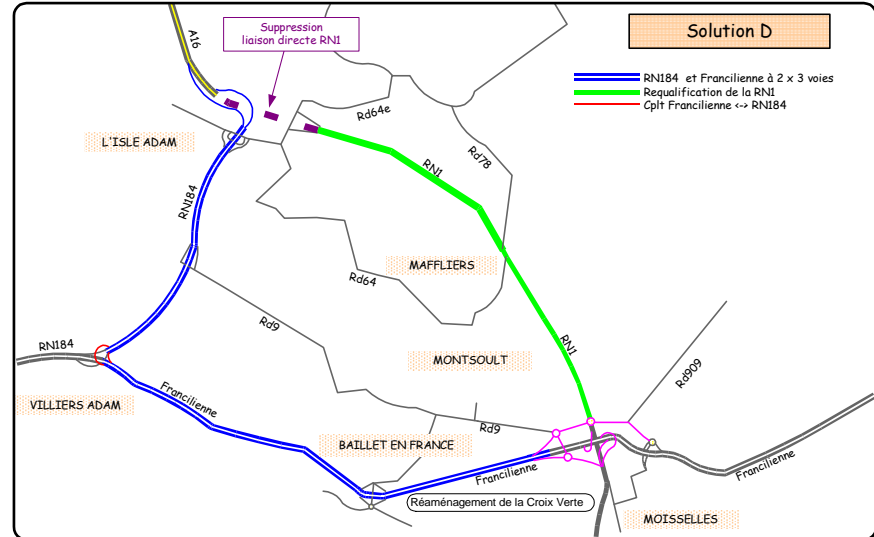 Solution D
Suppression
liaison directe RN1
A16
RN184 et Francilienne à 2 x 3 voies
Requalification de la RN1
Cplt Francilienne <-> RN184
Rd64e
L'ISLE ADAM
RN1
Rd78
RN184
MAFFLIERS
Rd64
Rd9
RN184
RN1
MONTSOULT
Rd909
Francilienne
VILLIERS ADAM
Rd9
BAILLET EN FRANCE
Francilienne
Francilienne
Réaménagement de la Croix Verte
MOISSELLES